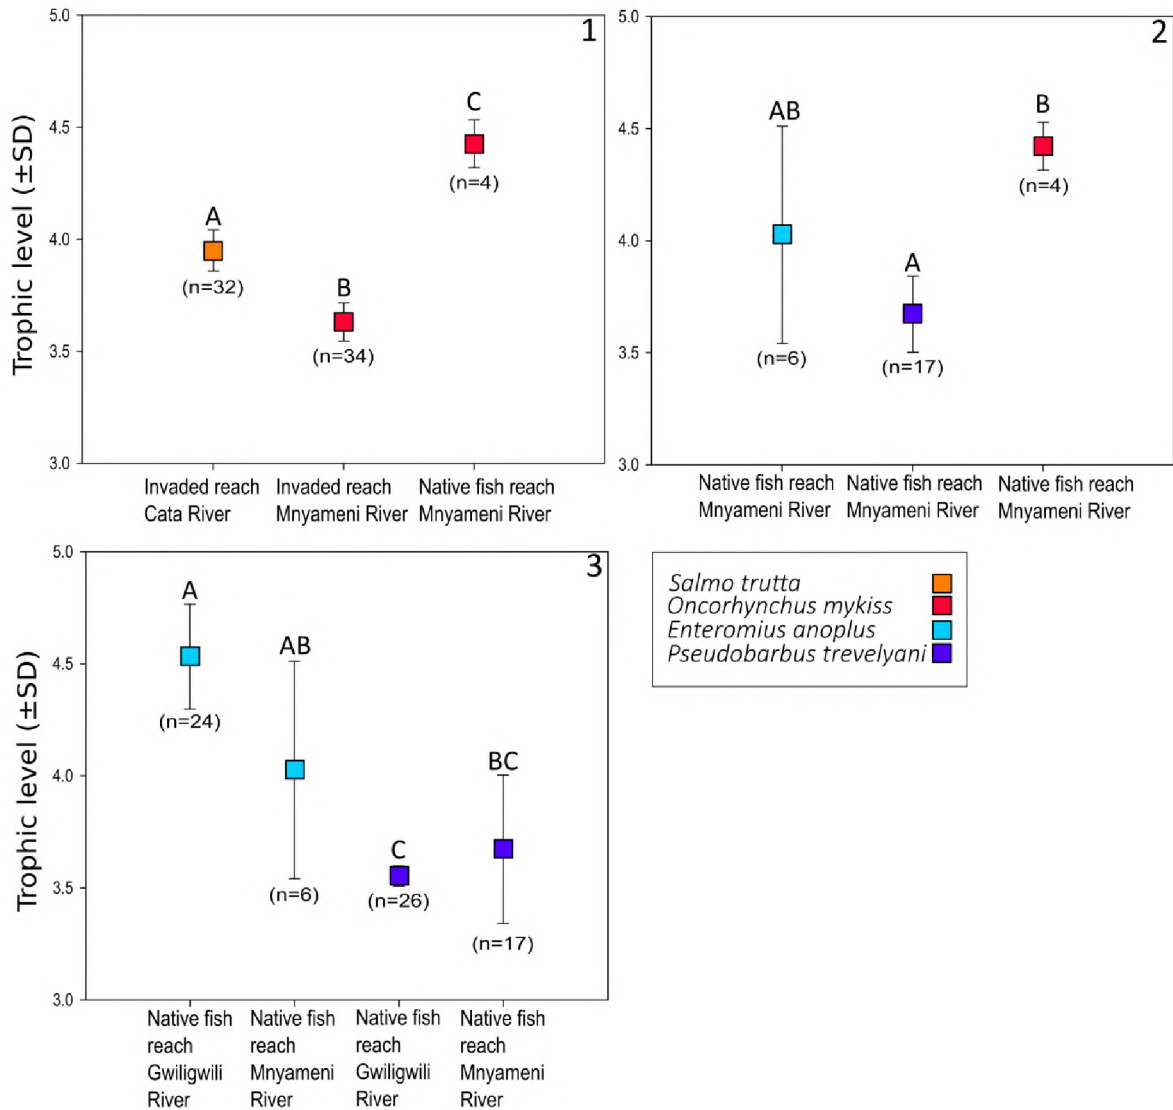 5.0
4.5
4.0
3.5
3.0
Trophic level (±SD)
1
A
(n=32)
B
(n=34)
C
(n=4)
Invaded reach
Cata River
Invaded reach
Mnyameni River
Native fish reach
Mnyameni River
5.0
4.5
4.0
3.5
3.0
2
AB
(n=6)
A
(n=17)
B
(n=4)
Native fish reach
Mnyameni River
Native fish reach
Mnyameni River
Native fish reach
Mnyameni River
5.0
4.5
4.0
3.5
3.0
Trophic level (±SD)
3
A
(n=24)
AB
(n=6)
C
(n=26)
BC
(n=17)
Native fish
reach
Gwiligwili
River
Native fish
reach
Mnyameni
River
Native fish
reach
Gwiligwili
River
Native fish
reach
Mnyameni
River
Salmo trutta
Oncorhynchus mykiss
Enteromius anoplus
Pseudobarbus trevelyani